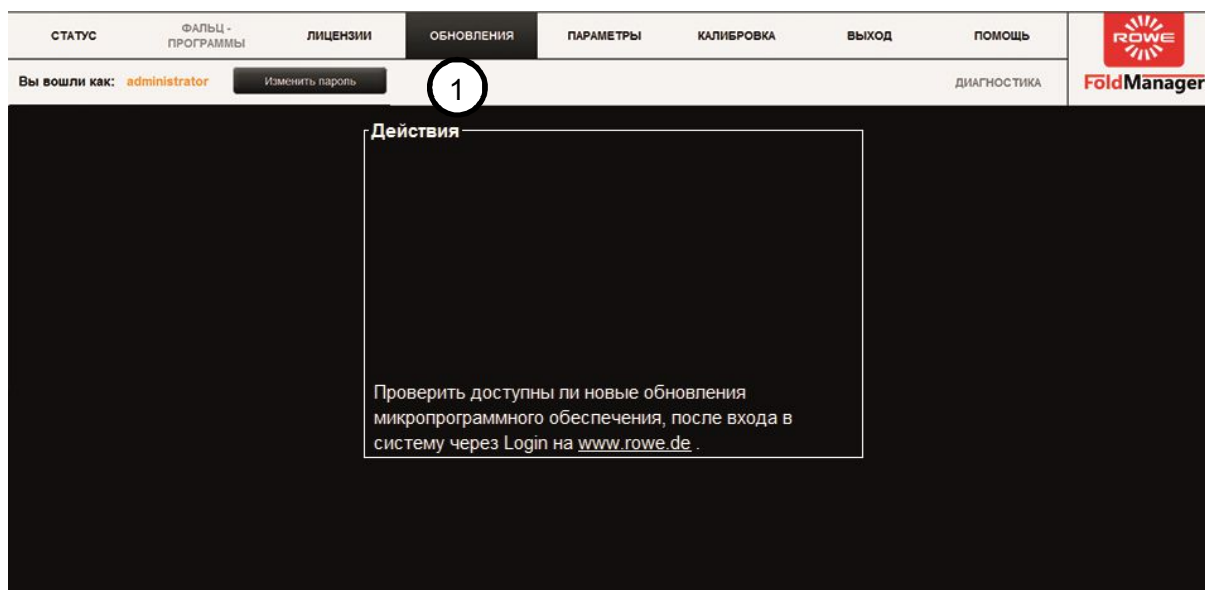 СТАТУС
ФАЛЬЦ -
ПРОГРАММЫ
ЛИЦЕНЗИИ
ОБНОВЛЕНИЯ
ПАРАМЕТРЫ
КАЛИБРОВКА
ВЫХОД
ПОМОЩЬ
ROWE
Вы вошли как: administrator
Изменить пароль
1
ДИАГНОСТИКА
FoldManager
Действия
Проверить доступны ли новые обновления
микропрограммного обеспечения, после входа в
систему через Login на www.rowe.de .